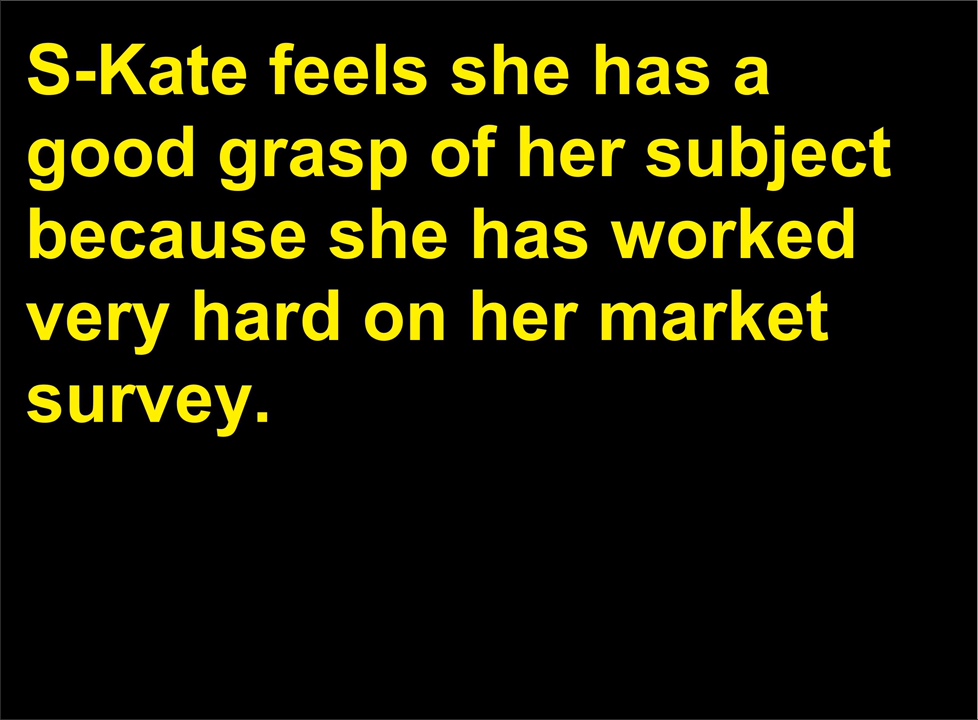 S-Kate feels she has a
good grasp of her subject
because she has worked
very hard on her market
survey.